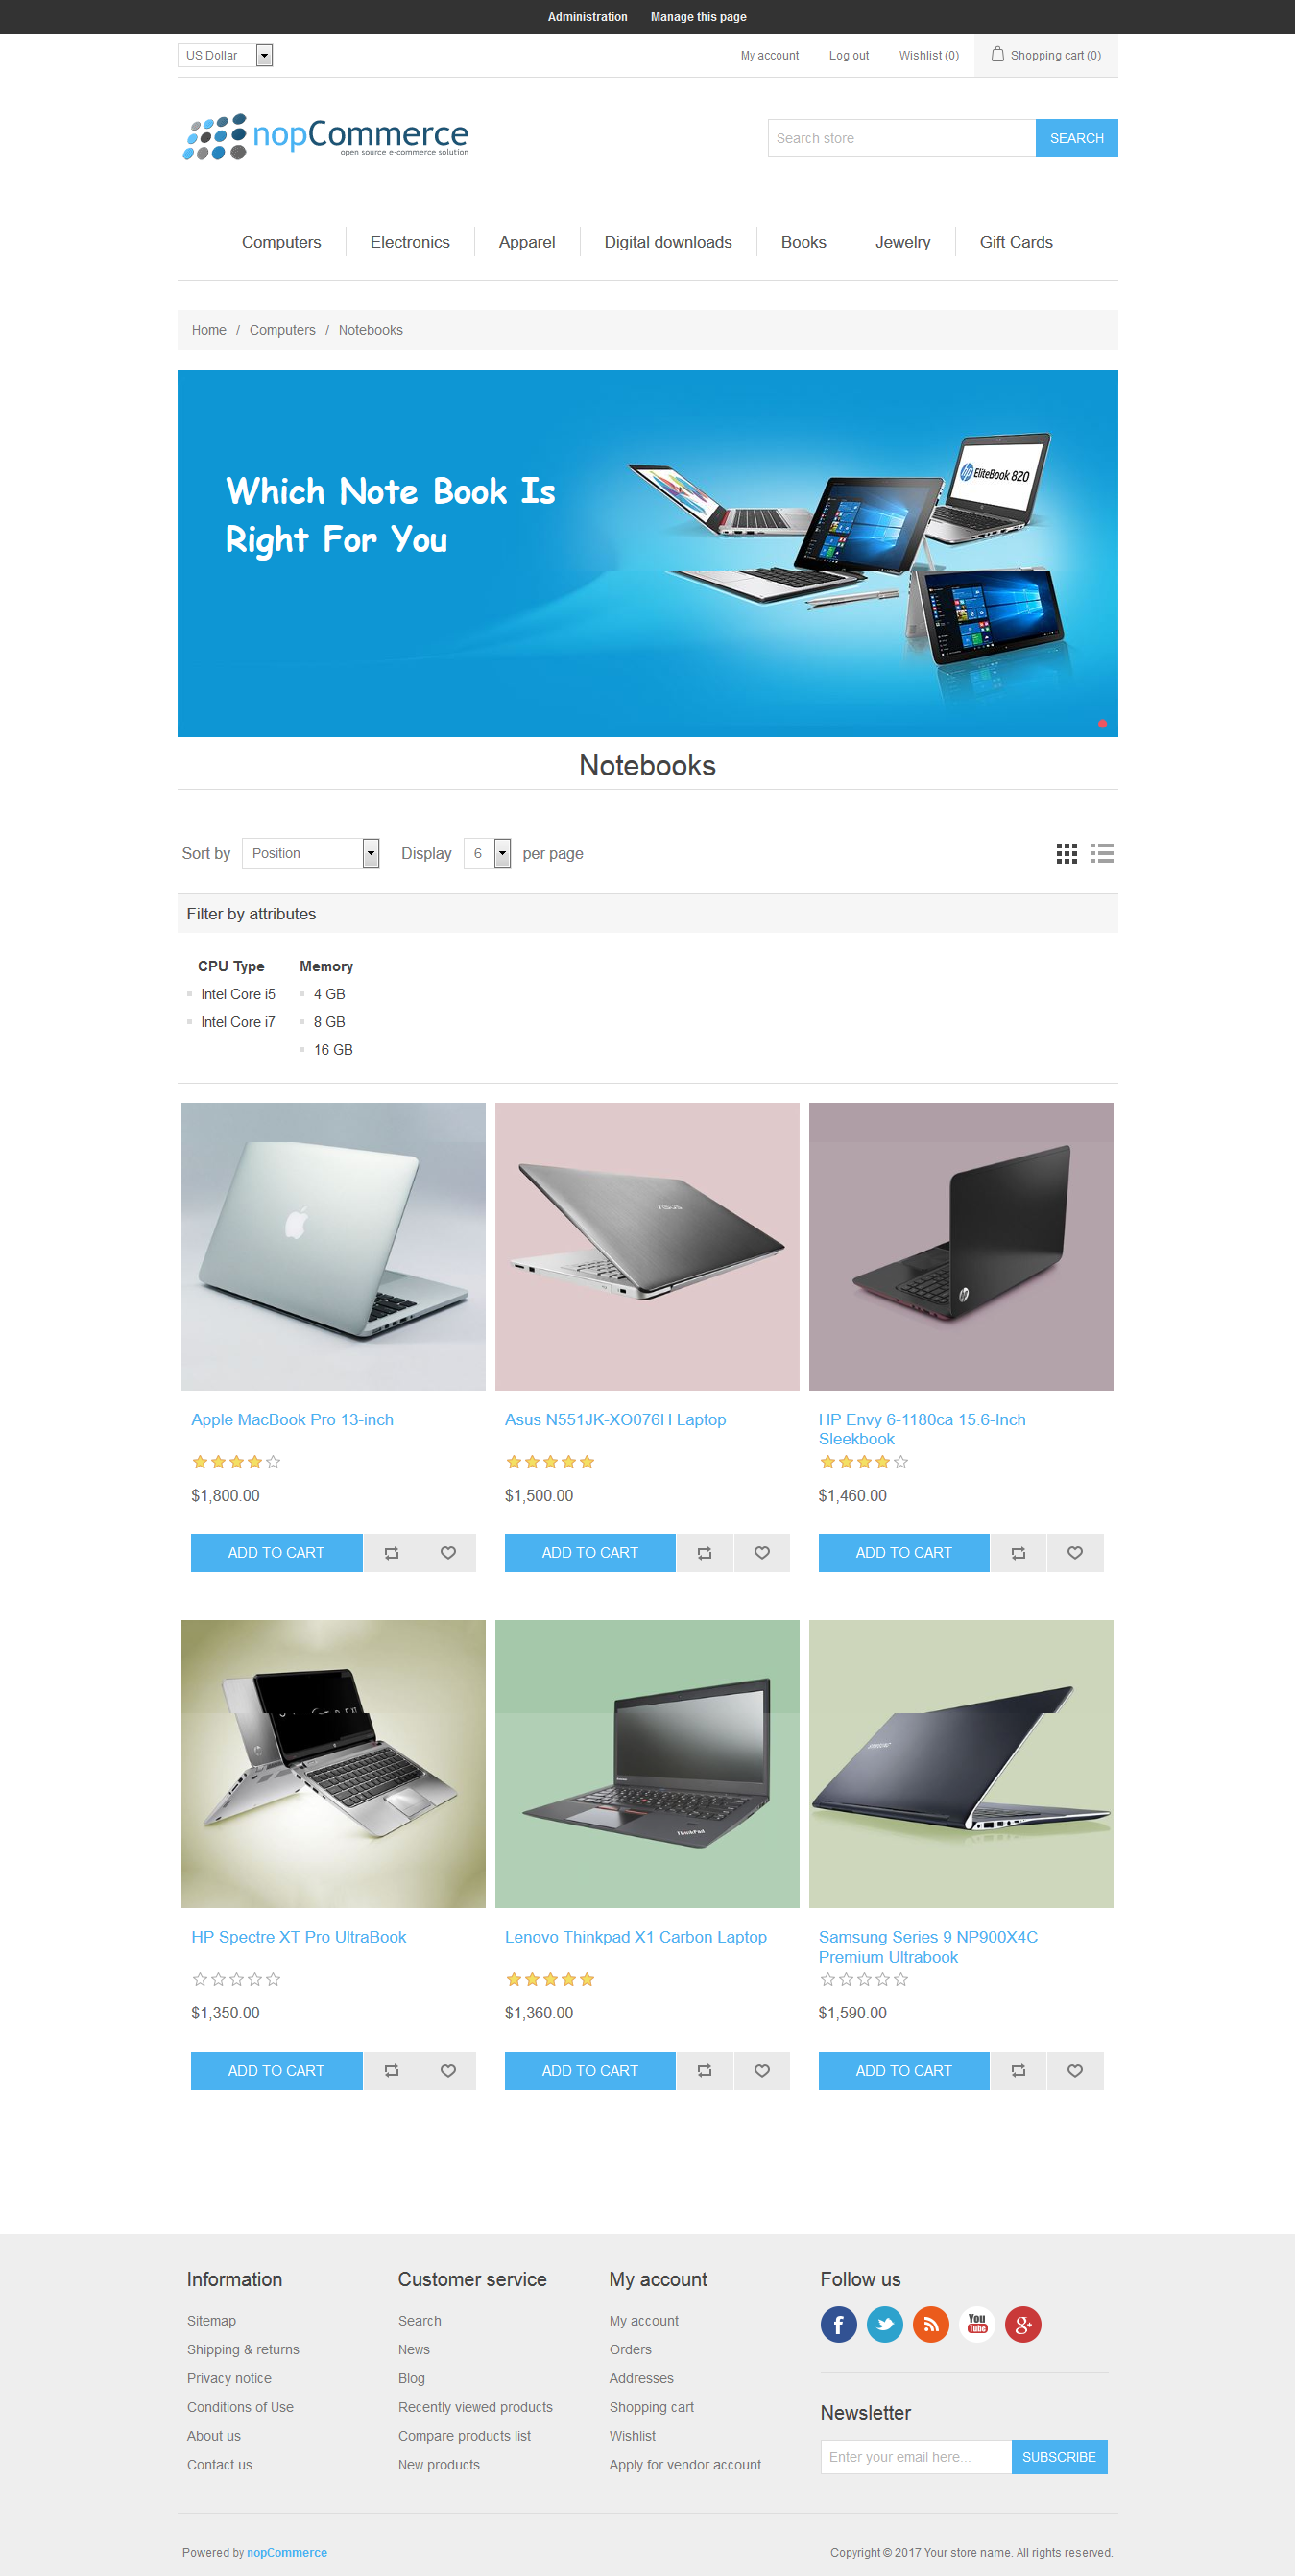 Administration Manage this page
US Dollar My account Log out Wishlist (0) Shopping cart (0)
nopCommerce
open source e-commerce solution
Search store SEARCH
Computers Electronics Apparel Digital downloads Books Jewelry Gift Cards
Home / Computers / Notebooks
Which Note Book Is
Right For You
hp EliteBook 820
Notebooks
Sort by Position Display 6 per page
Filter by attributes
CPU Type Memory
Intel Core i5 4 GB
Intel Core i7 8 GB
16 GB
Apple MacBook Pro 13-inch Asus N551JK-XO076H Laptop HP Envy 6-1180ca 15.6-Inch
Sleekbook
$1,800.00 $1,500.00 $1,460.00
ADD TO CART ADD TO CART ADD TO CART
SAMSUNG
ThinkPad
HP Spectre XT Pro UltraBook Lenovo Thinkpad X1 Carbon Laptop Samsung Series 9 NP900X4C
Premium Ultrabook
$1,350.00 $1,360.00 $1,590.00
ADD TO CART ADD TO CART ADD TO CART
Information Customer service My account Follow us
Sitemap Search My account
f You Tube g+
Shipping & returns News Orders
Privacy notice Blog Addresses
Conditions of Use Recently viewed products Shopping cart Newsletter
About us Compare products list Wishlist
Enter your email here... SUBSCRIBE
Contact us New products Apply for vendor account
Powered by nopCommerce Copyright © 2017 Your store name. All rights reserved.